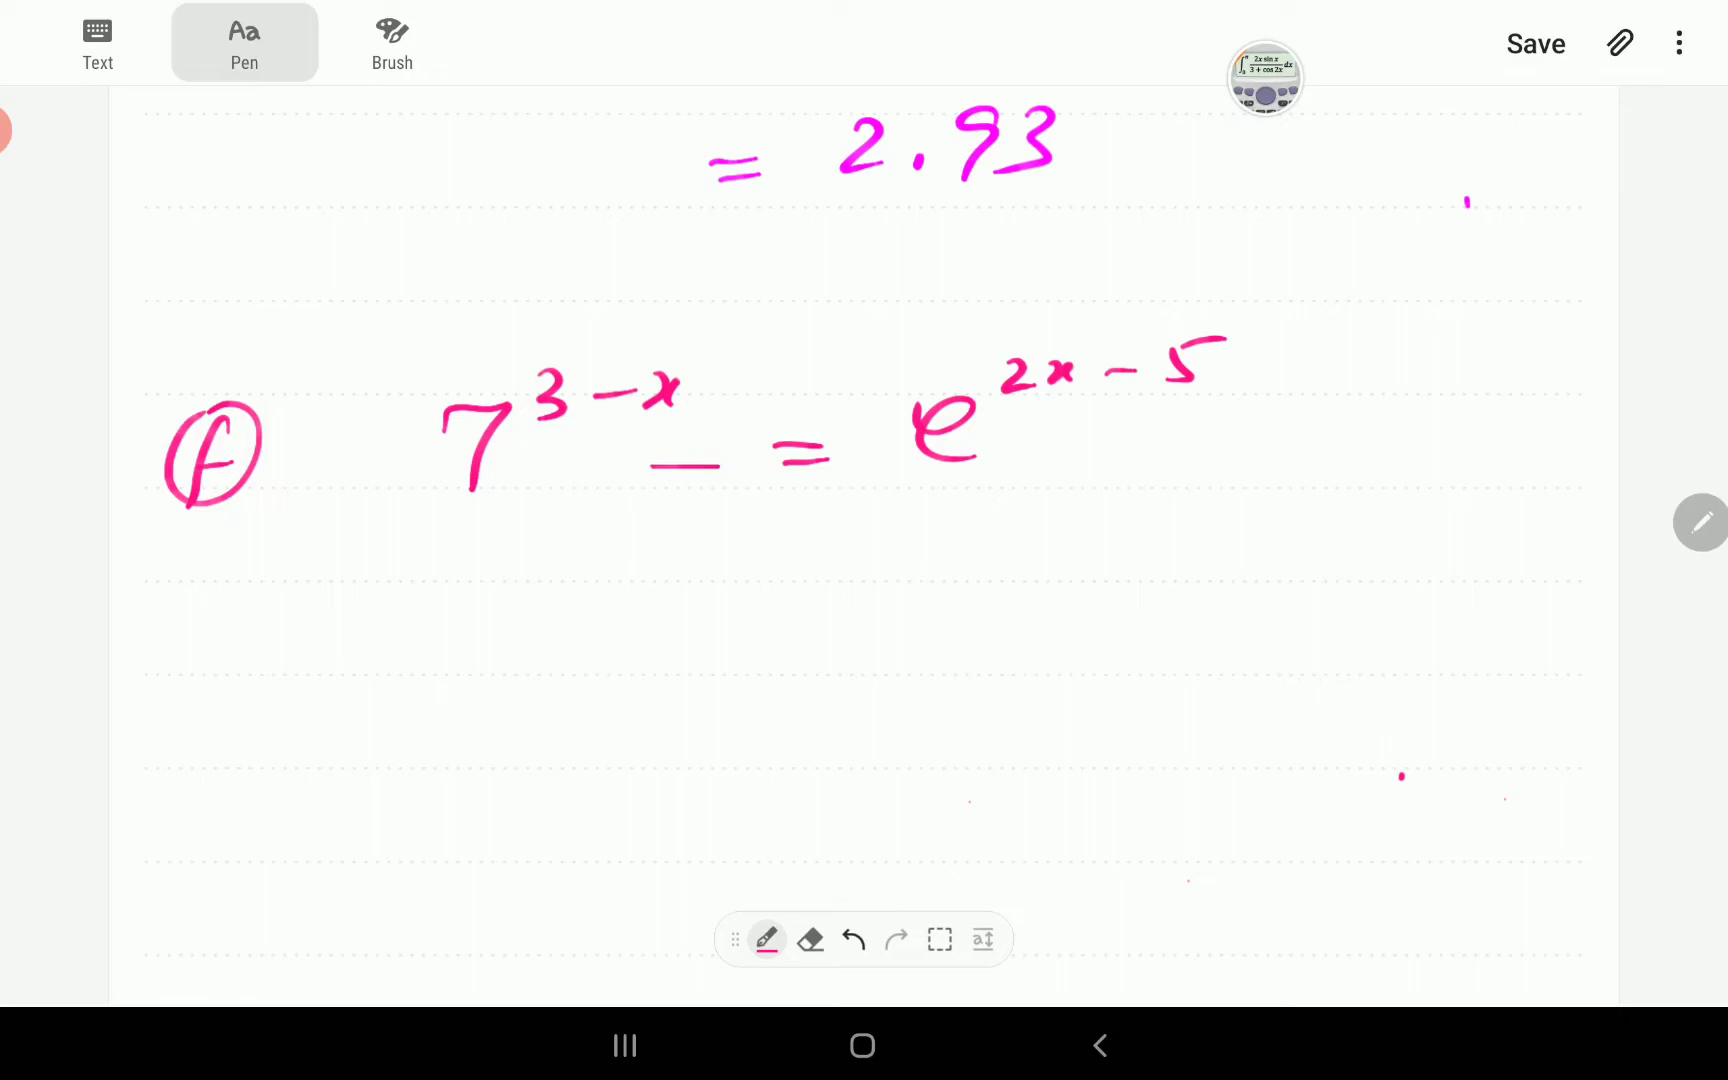 Text Pen Brush Save
= 2.93
(f) 7^{3-x} _ = e^{2x-5}